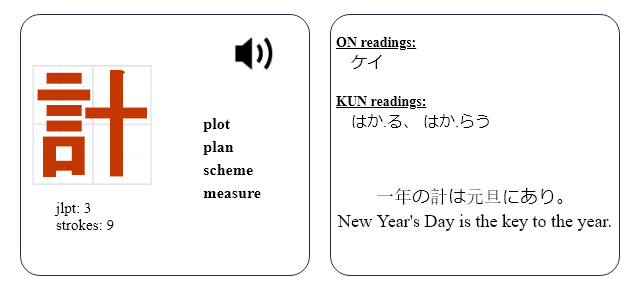 計
plot
plan
scheme
measure
jlpt: 3
strokes: 9
ON readings:
ケイ
KUN readings:
はか.る、 はか.らう
一年の計は元旦にあり。
New Year's Day is the key to the year.